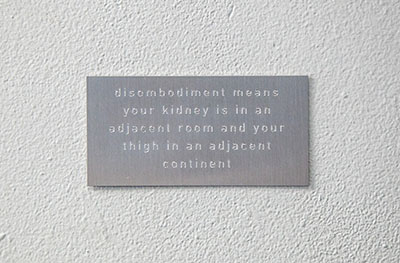 disembodiment means
your kidney is in an
adjacent room and your
thigh in an adjacent
continent